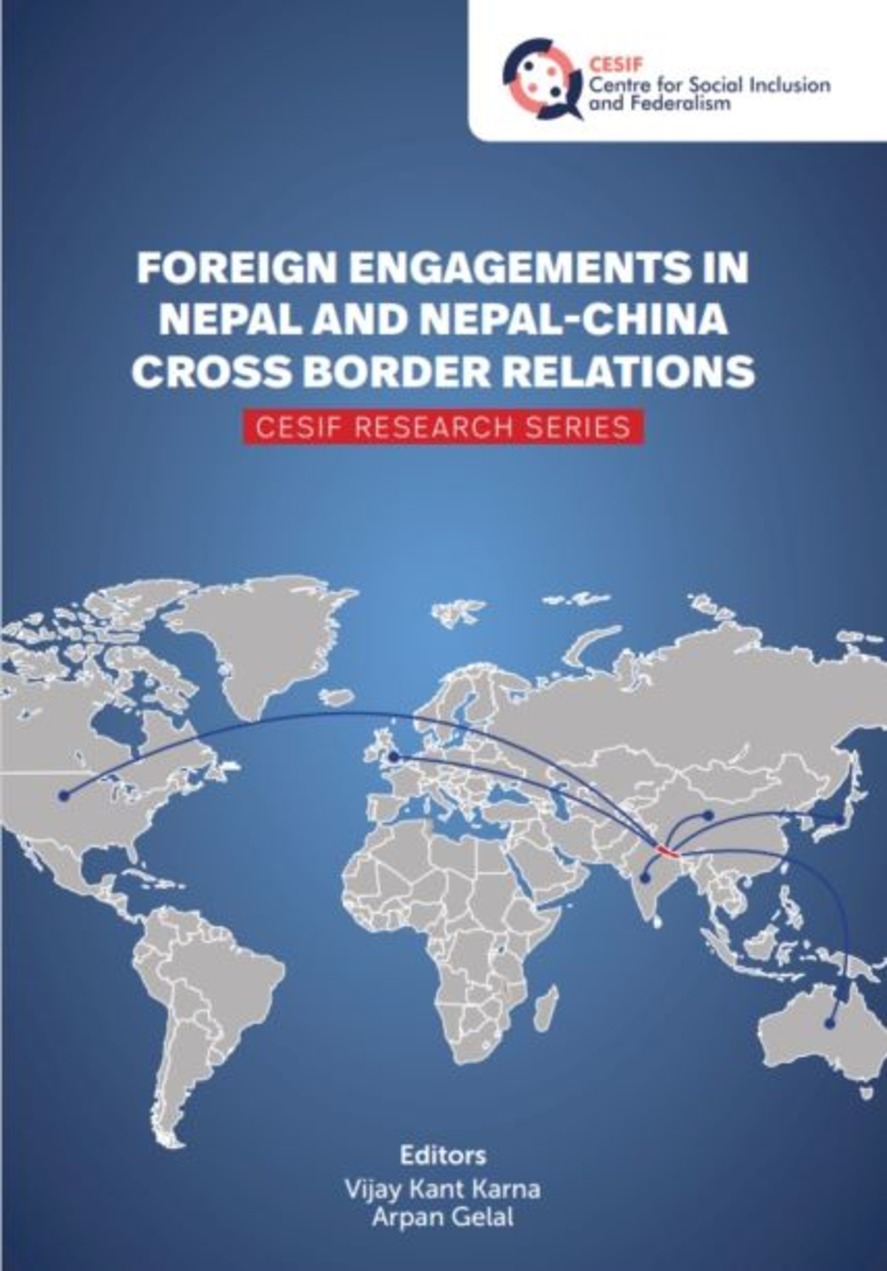 CESIF
Centre for Social Inclusion
and Federalism
FOREIGN ENGAGEMENTS IN
NEPAL AND NEPAL-CHINA
CROSS BORDER RELATIONS
CESIF RESEARCH SERIES
Editors
Vijay Kant Karna
Arpan Gelal